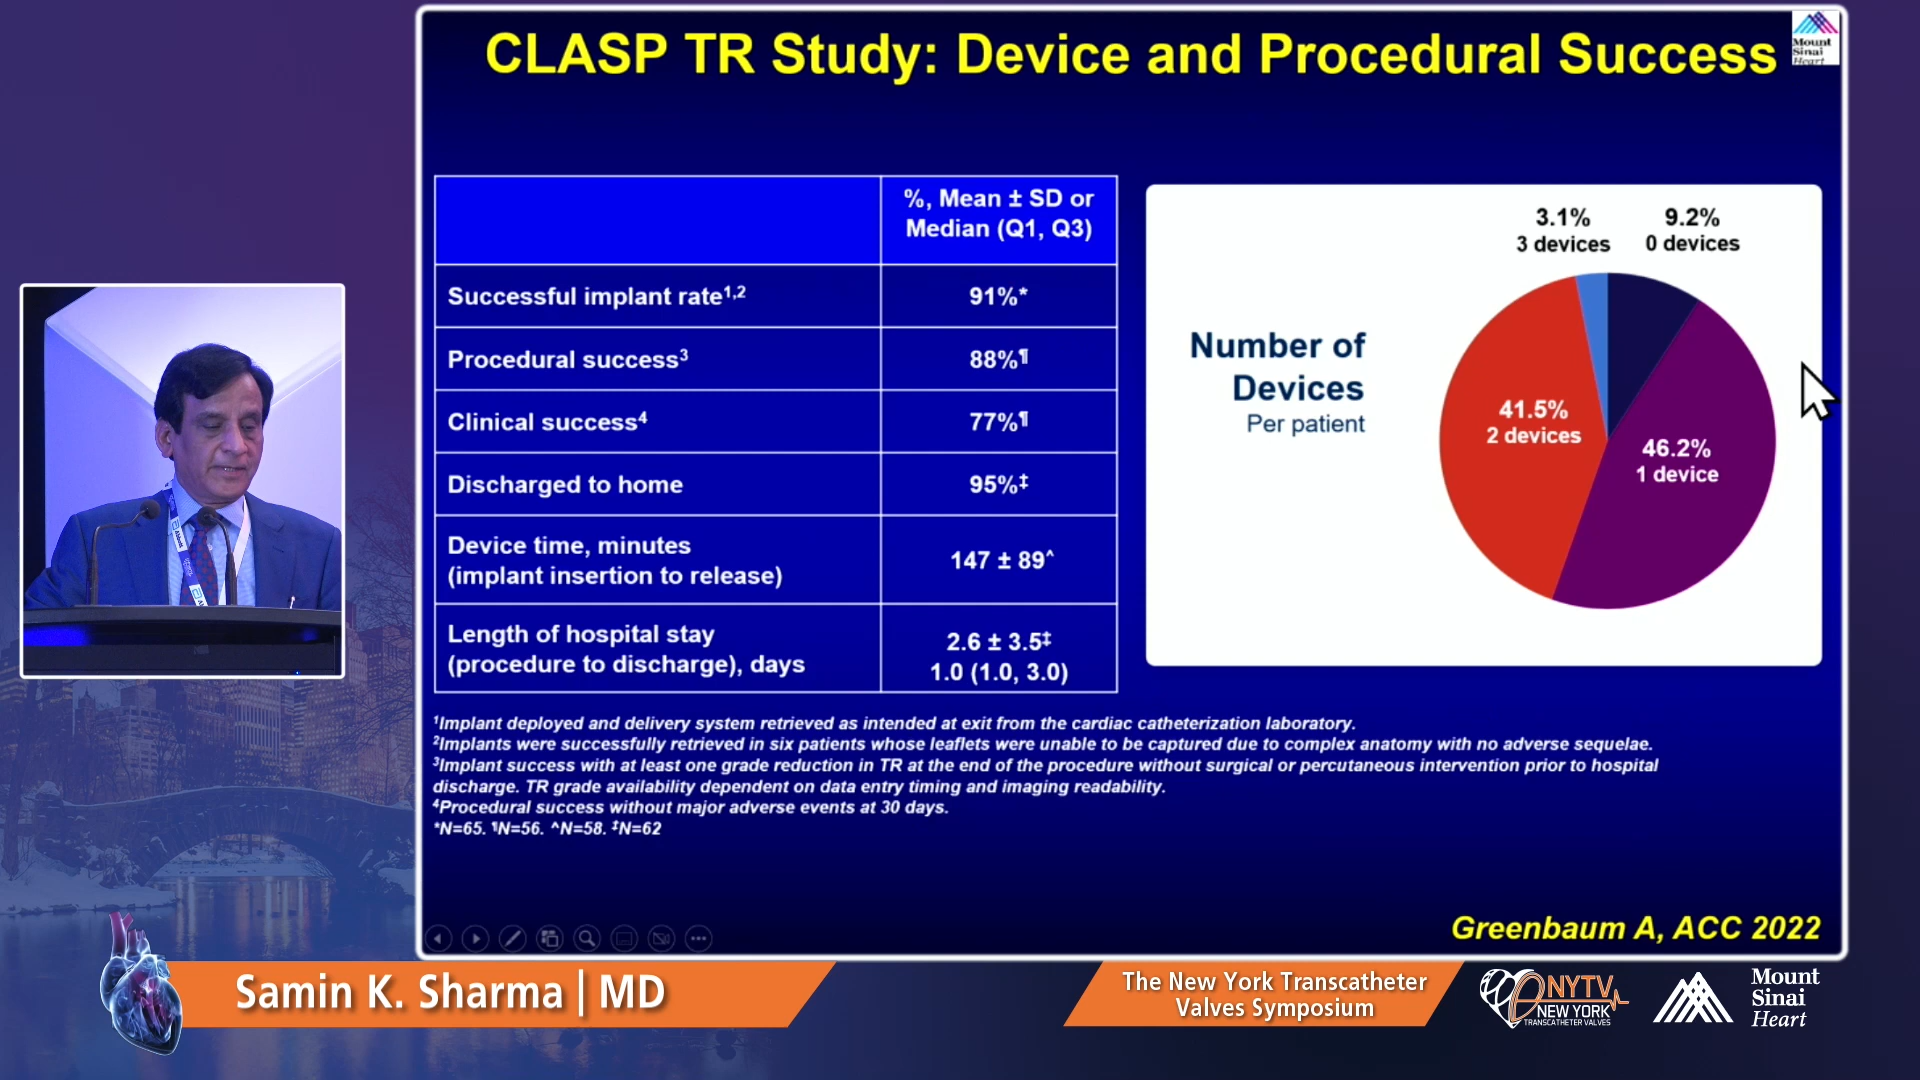 CLASP TR Study: Device and Procedural Success
Mount
Sinai
Heart
%, Mean ± SD or
Median (Q1, Q3)
Successful implant rate¹,² 91%*
Procedural success³ 88%¶
Clinical success⁴ 77%¶
Discharged to home 95%‡
Device time, minutes
(implant insertion to release) 147 ± 89^
Length of hospital stay
(procedure to discharge), days
2.6 ± 3.5‡
1.0 (1.0, 3.0)
Number of
Devices
Per patient
3.1%
3 devices
9.2%
0 devices
41.5%
2 devices
46.2%
1 device
¹Implant deployed and delivery system retrieved as intended at exit from the cardiac catheterization laboratory.
²Implants were successfully retrieved in six patients whose leaflets were unable to be captured due to complex anatomy with no adverse sequelae.
³Implant success with at least one grade reduction in TR at the end of the procedure without surgical or percutaneous intervention prior to hospital
discharge. TR grade availability dependent on data entry timing and imaging readability.
⁴Procedural success without major adverse events at 30 days.
*N=65. ¶N=56. ^N=58. ‡N=62
Greenbaum A, ACC 2022
Samin K. Sharma | MD
The New York Transcatheter
Valves Symposium
NYTV
NEW YORK
TRANSCATHETER VALVES
Mount
Sinai
Heart